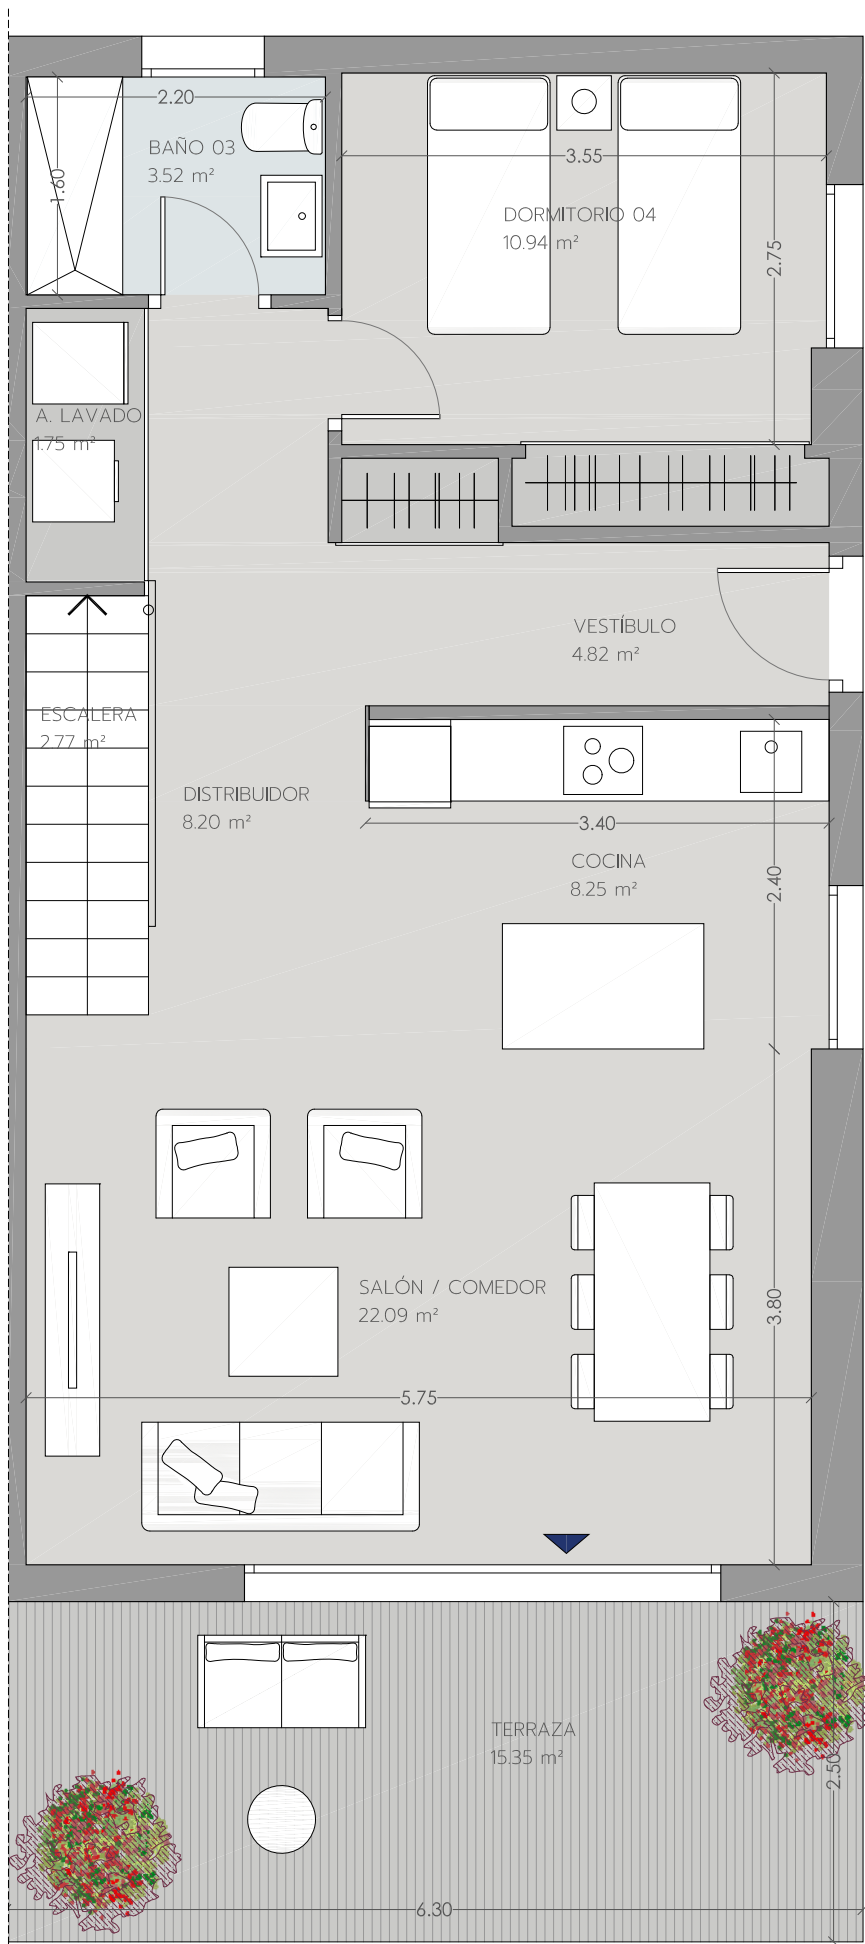 2.20
BAÑO 03
3.52 m²
1.60
3.55
DORMITORIO 04
10.94 m²
2.75
A. LAVADO
1.75 m²
VESTÍBULO
4.82 m²
ESCALERA
2.77 m²
DISTRIBUIDOR
8.20 m²
3.40
COCINA
8.25 m²
2.40
SALÓN / COMEDOR
22.09 m²
3.80
5.75
TERRAZA
15.35 m²
2.50
6.30